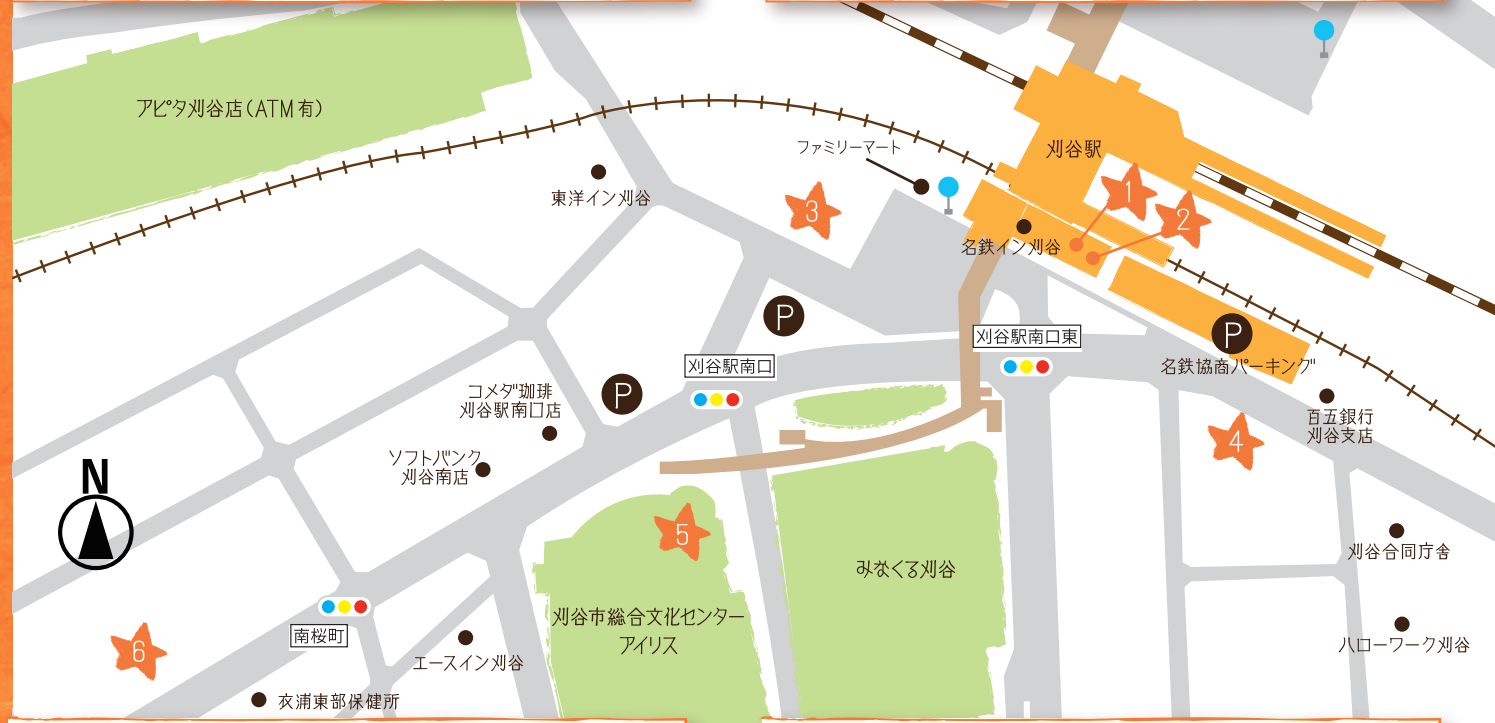 アピタ刈谷店(ATM有)
ファミリーマート
刈谷駅
東洋イン刈谷
1
2
3
名鉄イン刈谷
P
刈谷駅南口東
P
刈谷駅南口
名鉄協商パーキング
P
コメダ珈琲
刈谷駅南口店
百五銀行
刈谷支店
4
ソフトバンク
刈谷南店
N
5
刈谷合同庁舎
みなくる刈谷
刈谷市総合文化センター
アイリス
南桜町
6
エースイン刈谷
ハローワーク刈谷
衣浦東部保健所